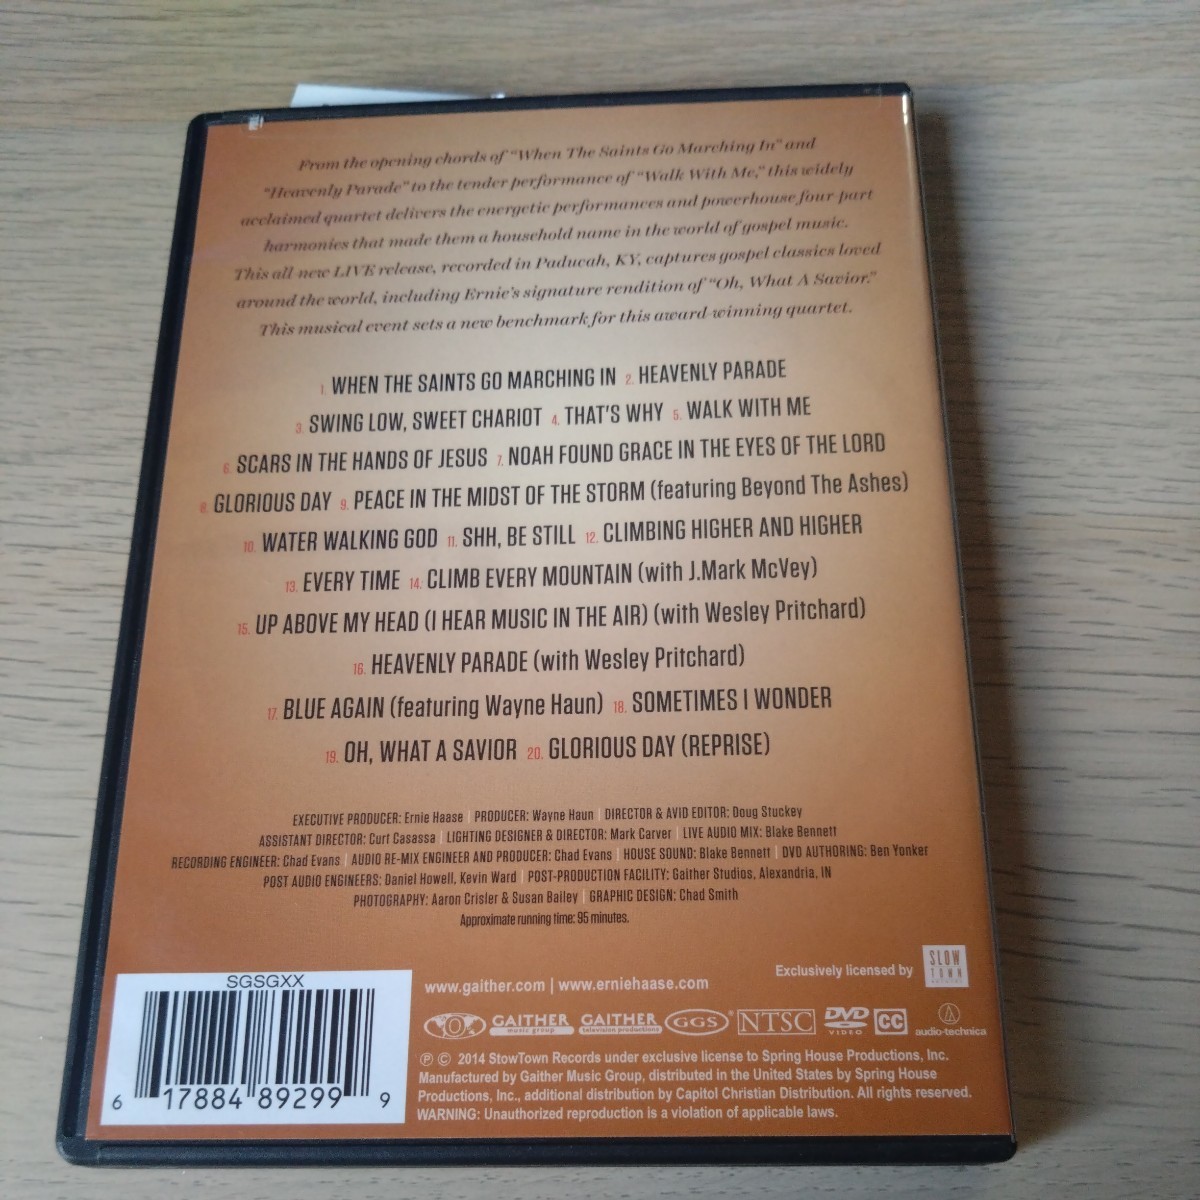 From the opening chords of "When The Saints Go Marching In" and
"Heavenly Parade" to the tender performance of "Walk With Me," this widely
acclaimed quartet delivers the energetic performances and powerhouse four-part
harmonies that made them a household name in the world of gospel music.
This all-new LIVE release, recorded in Paducah, KY, captures gospel classics loved
around the world, including Ernie's signature rendition of "Oh, What A Savior."
This musical event sets a new benchmark for this award-winning quartet.
1. WHEN THE SAINTS GO MARCHING IN 2. HEAVENLY PARADE
3. SWING LOW, SWEET CHARIOT 4. THAT'S WHY 5. WALK WITH ME
6. SCARS IN THE HANDS OF JESUS 7. NOAH FOUND GRACE IN THE EYES OF THE LORD
8. GLORIOUS DAY 9. PEACE IN THE MIDST OF THE STORM (featuring Beyond The Ashes)
10. WATER WALKING GOD 11. SHH, BE STILL 12. CLIMBING HIGHER AND HIGHER
13. EVERY TIME 14. CLIMB EVERY MOUNTAIN (with J.Mark McVey)
15. UP ABOVE MY HEAD (I HEAR MUSIC IN THE AIR) (with Wesley Pritchard)
16. HEAVENLY PARADE (with Wesley Pritchard)
17. BLUE AGAIN (featuring Wayne Haun) 18. SOMETIMES I WONDER
19. OH, WHAT A SAVIOR 20. GLORIOUS DAY (REPRISE)
EXECUTIVE PRODUCER: Ernie Haase | PRODUCER: Wayne Haun | DIRECTOR & AVID EDITOR: Doug Stuckey
ASSISTANT DIRECTOR: Curt Casassa | LIGHTING DESIGNER & DIRECTOR: Mark Carver | LIVE AUDIO MIX: Blake Bennett
RECORDING ENGINEER: Chad Evans | AUDIO RE-MIX ENGINEER AND PRODUCER: Chad Evans | HOUSE SOUND: Blake Bennett | DVD AUTHORING: Ben Yonker
POST AUDIO ENGINEERS: Daniel Howell, Kevin Ward | POST-PRODUCTION FACILITY: Gaither Studios, Alexandria, IN
PHOTOGRAPHY: Aaron Crisler & Susan Bailey | GRAPHIC DESIGN: Chad Smith
Approximate running time: 95 minutes.
SGSGXX
6 17884 89299 9
www.gaither.com | www.erniehaase.com
Exclusively licensed by
STOW
TOWN
RECORDS
GAITHER
music group
GAITHER
television productions
GGS®
NTSC
DVD
VIDEO
CC
audio-technica
℗ © 2014 StowTown Records under exclusive license to Spring House Productions, Inc.
Manufactured by Gaither Music Group, distributed in the United States by Spring House
Productions, Inc., additional distribution by Capitol Christian Distribution. All rights reserved.
WARNING: Unauthorized reproduction is a violation of applicable laws.